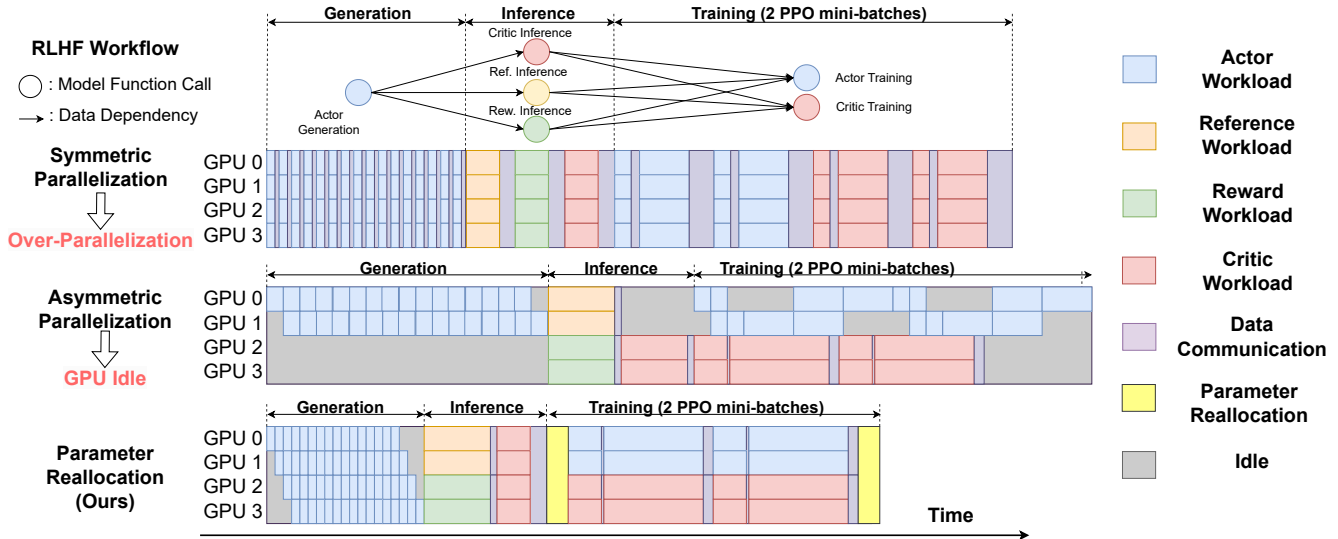 Generation
Inference
Training (2 PPO mini-batches)
RLHF Workflow
: Model Function Call
: Data Dependency
Critic Inference
Ref. Inference
Rew. Inference
Actor
Generation
Actor Training
Critic Training
Symmetric
Parallelization
Over-Parallelization
GPU 0
GPU 1
GPU 2
GPU 3
Generation
Inference
Training (2 PPO mini-batches)
Asymmetric
Parallelization
GPU Idle
GPU 0
GPU 1
GPU 2
GPU 3
Generation
Inference
Training (2 PPO mini-batches)
Parameter
Reallocation
(Ours)
GPU 0
GPU 1
GPU 2
GPU 3
Time
Actor
Workload
Reference
Workload
Reward
Workload
Critic
Workload
Data
Communication
Parameter
Reallocation
Idle